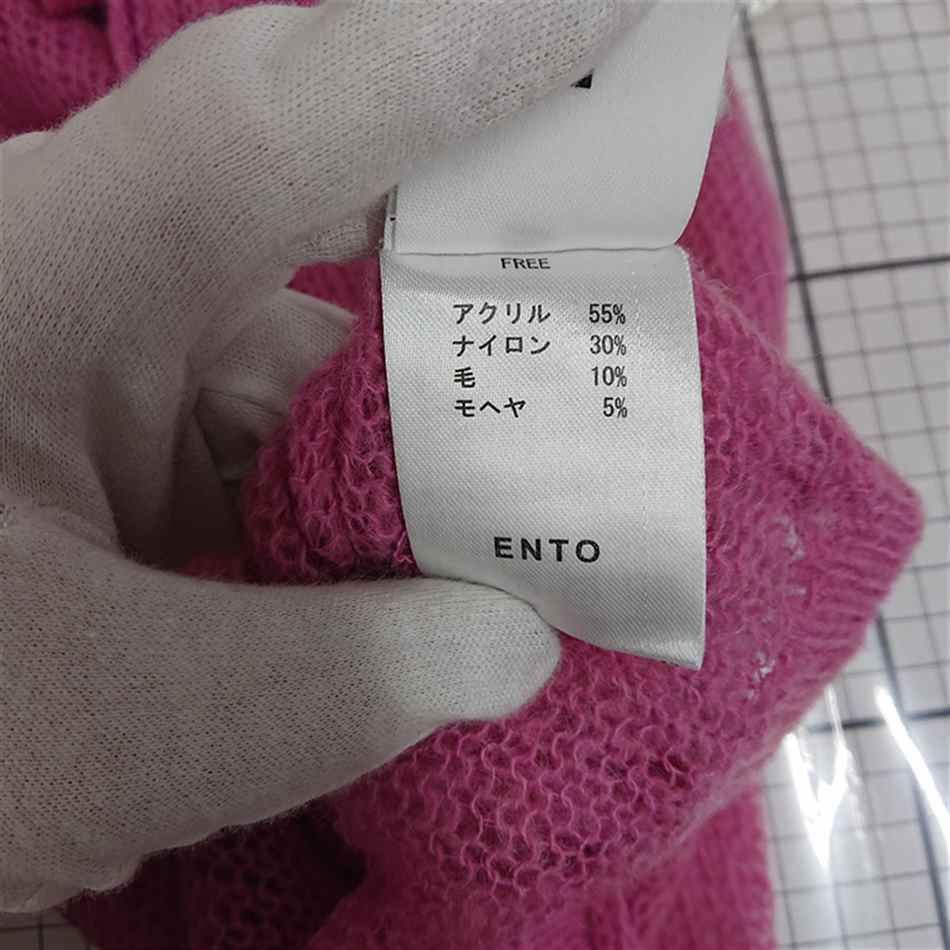 FREE
アクリル 55%
ナイロン 30%
毛 10%
モヘヤ 5%
ENTO